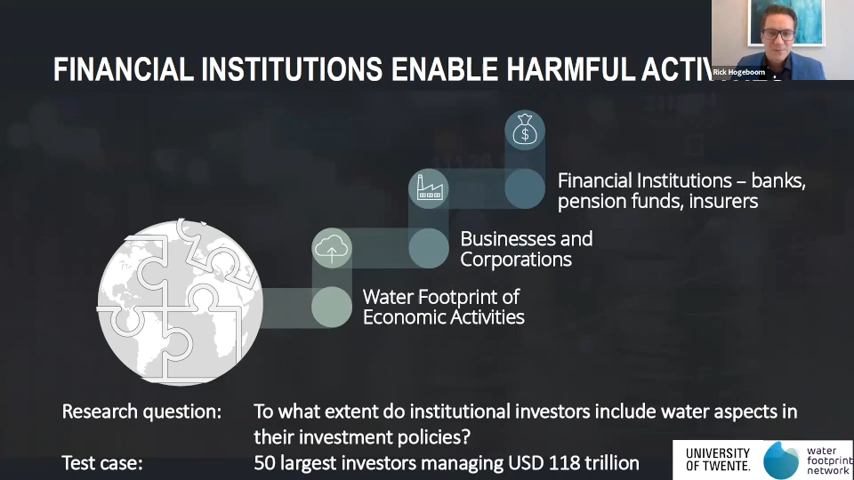 FINANCIAL INSTITUTIONS ENABLE HARMFUL
Rick Hogeboom
$
Financial Institutions – banks,
pension funds, insurers
Businesses and
Corporations
Water Footprint of
Economic Activities
Research question: To what extent do institutional investors include water aspects in
their investment policies?
Test case: 50 largest investors managing USD 118 trillion
UNIVERSITY
OF TWENTE.
water
footprint
network